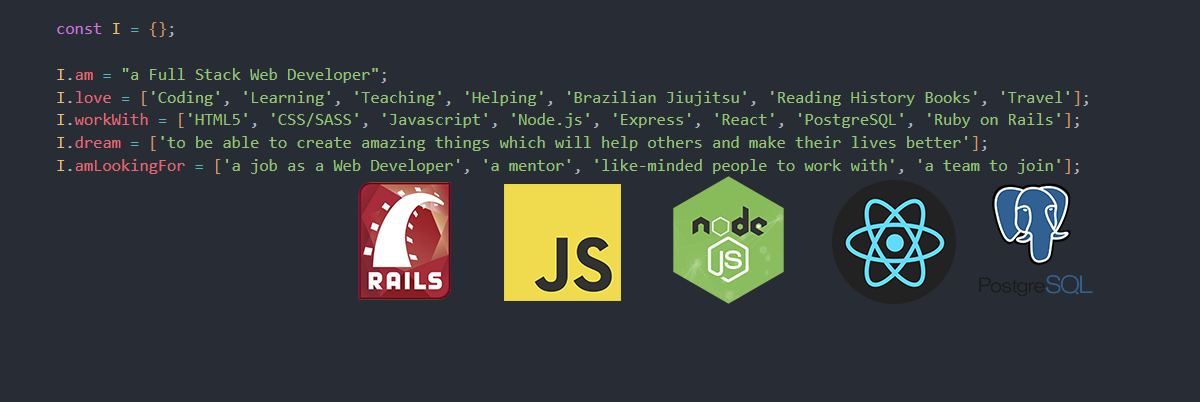 const I = {};
I.am = "a Full Stack Web Developer";
I.love = ['Coding', 'Learning', 'Teaching', 'Helping', 'Brazilian Jiujitsu', 'Reading History Books', 'Travel'];
I.workWith = ['HTML5', 'CSS/SASS', 'Javascript', 'Node.js', 'Express', 'React', 'PostgreSQL', 'Ruby on Rails'];
I.dream = ['to be able to create amazing things which will help others and make their lives better'];
I.amLookingFor = ['a job as a Web Developer', 'a mentor', 'like-minded people to work with', 'a team to join'];
RAILS
JS
node
JS
PostgreSQL